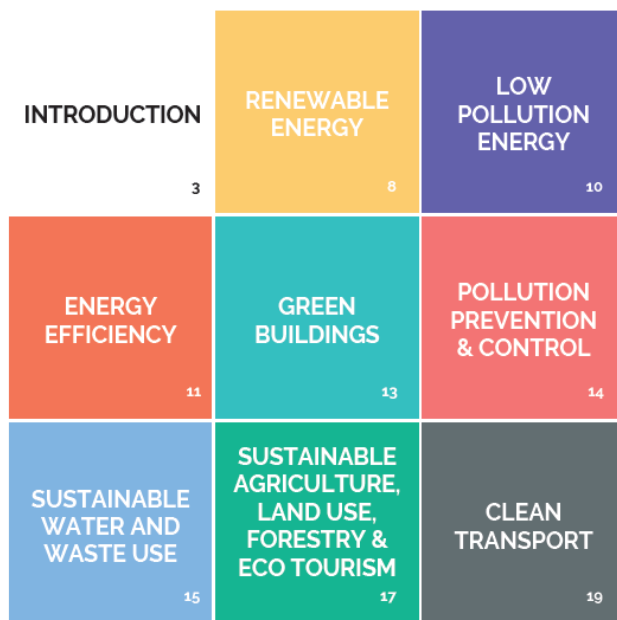 INTRODUCTION
3
RENEWABLE
ENERGY
8
LOW
POLLUTION
ENERGY
10
ENERGY
EFFICIENCY
11
GREEN
BUILDINGS
13
POLLUTION
PREVENTION
& CONTROL
14
SUSTAINABLE
WATER AND
WASTE USE
15
SUSTAINABLE
AGRICULTURE,
LAND USE,
FORESTRY &
ECO TOURISM
17
CLEAN
TRANSPORT
19